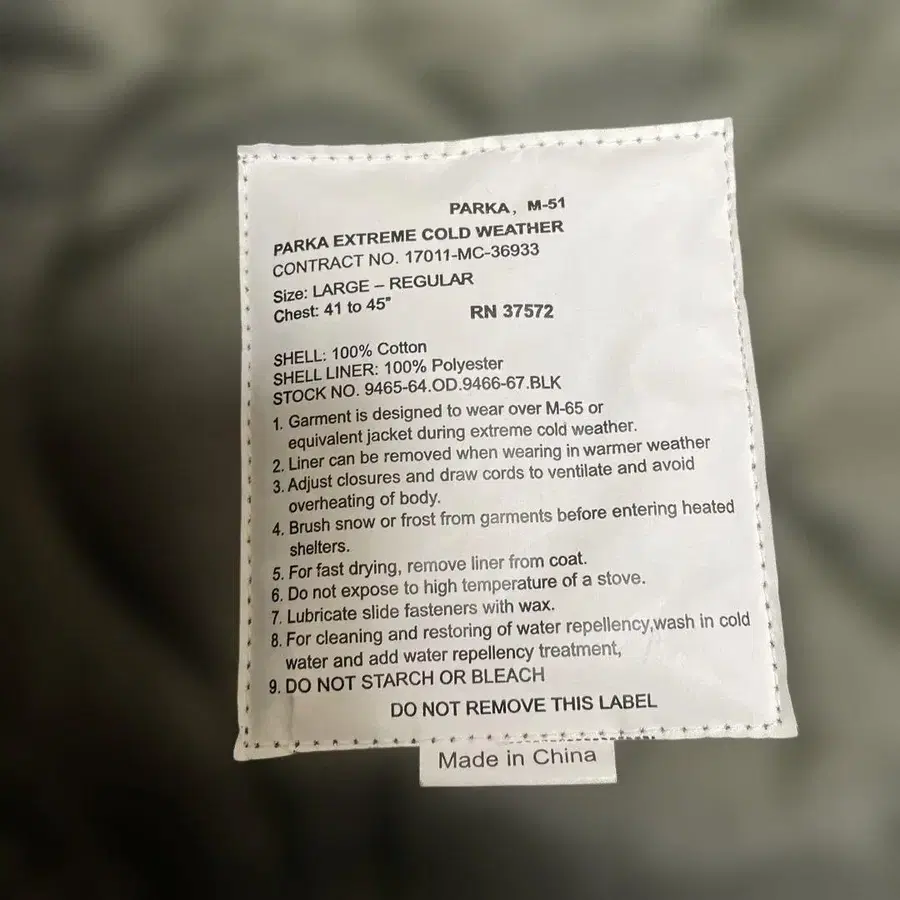 PARKA, M-51
PARKA EXTREME COLD WEATHER
CONTRACT NO. 17011-MC-36933
Size: LARGE – REGULAR
Chest: 41 to 45"
RN 37572
SHELL: 100% Cotton
SHELL LINER: 100% Polyester
STOCK NO. 9465-64.OD.9466-67.BLK
1. Garment is designed to wear over M-65 or
equivalent jacket during extreme cold weather.
2. Liner can be removed when wearing in warmer weather
3. Adjust closures and draw cords to ventilate and avoid
overheating of body.
4. Brush snow or frost from garments before entering heated
shelters.
5. For fast drying, remove liner from coat.
6. Do not expose to high temperature of a stove.
7. Lubricate slide fasteners with wax.
8. For cleaning and restoring of water repellency,wash in cold
water and add water repellency treatment,
9. DO NOT STARCH OR BLEACH
DO NOT REMOVE THIS LABEL
Made in China